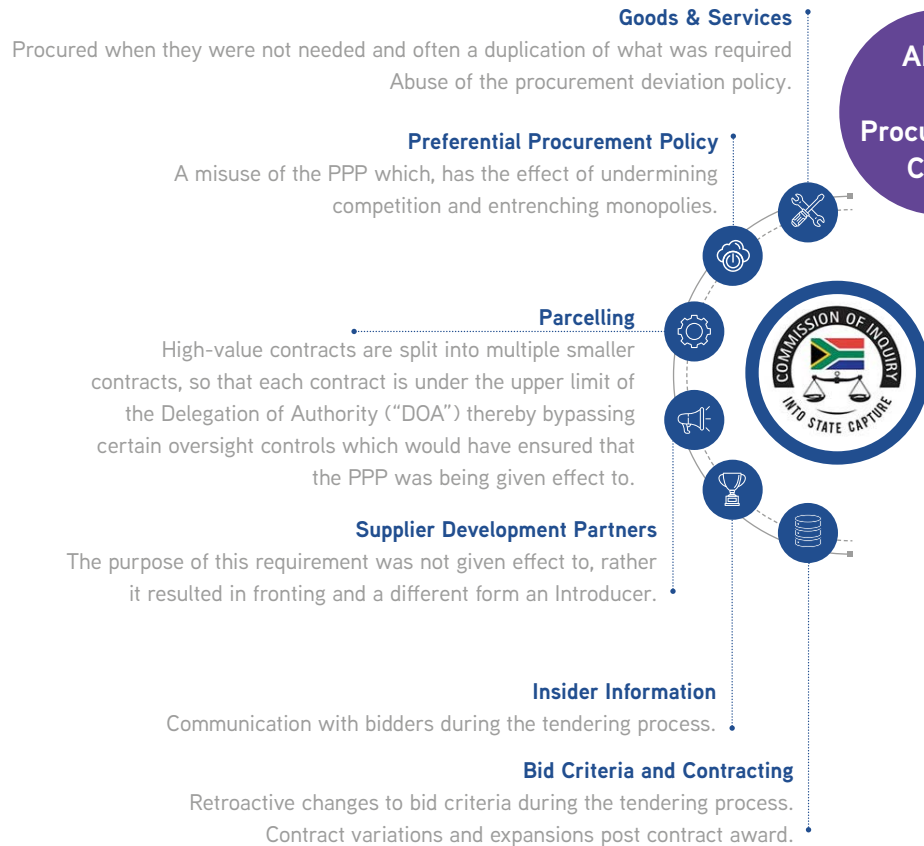 Goods & Services
Procured when they were not needed and often a duplication of what was required
Abuse of the procurement deviation policy.
Preferential Procurement Policy
A misuse of the PPP which, has the effect of undermining
competition and entrenching monopolies.
Parcelling
High-value contracts are split into multiple smaller
contracts, so that each contract is under the upper limit of
the Delegation of Authority (“DOA”) thereby bypassing
certain oversight controls which would have ensured that
the PPP was being given effect to.
Supplier Development Partners
The purpose of this requirement was not given effect to, rather
it resulted in fronting and a different form an Introducer.
Insider Information
Communication with bidders during the tendering process.
Bid Criteria and Contracting
Retroactive changes to bid criteria during the tendering process.
Contract variations and expansions post contract award.
COMMISSION OF INQUIRY
INTO STATE CAPTURE